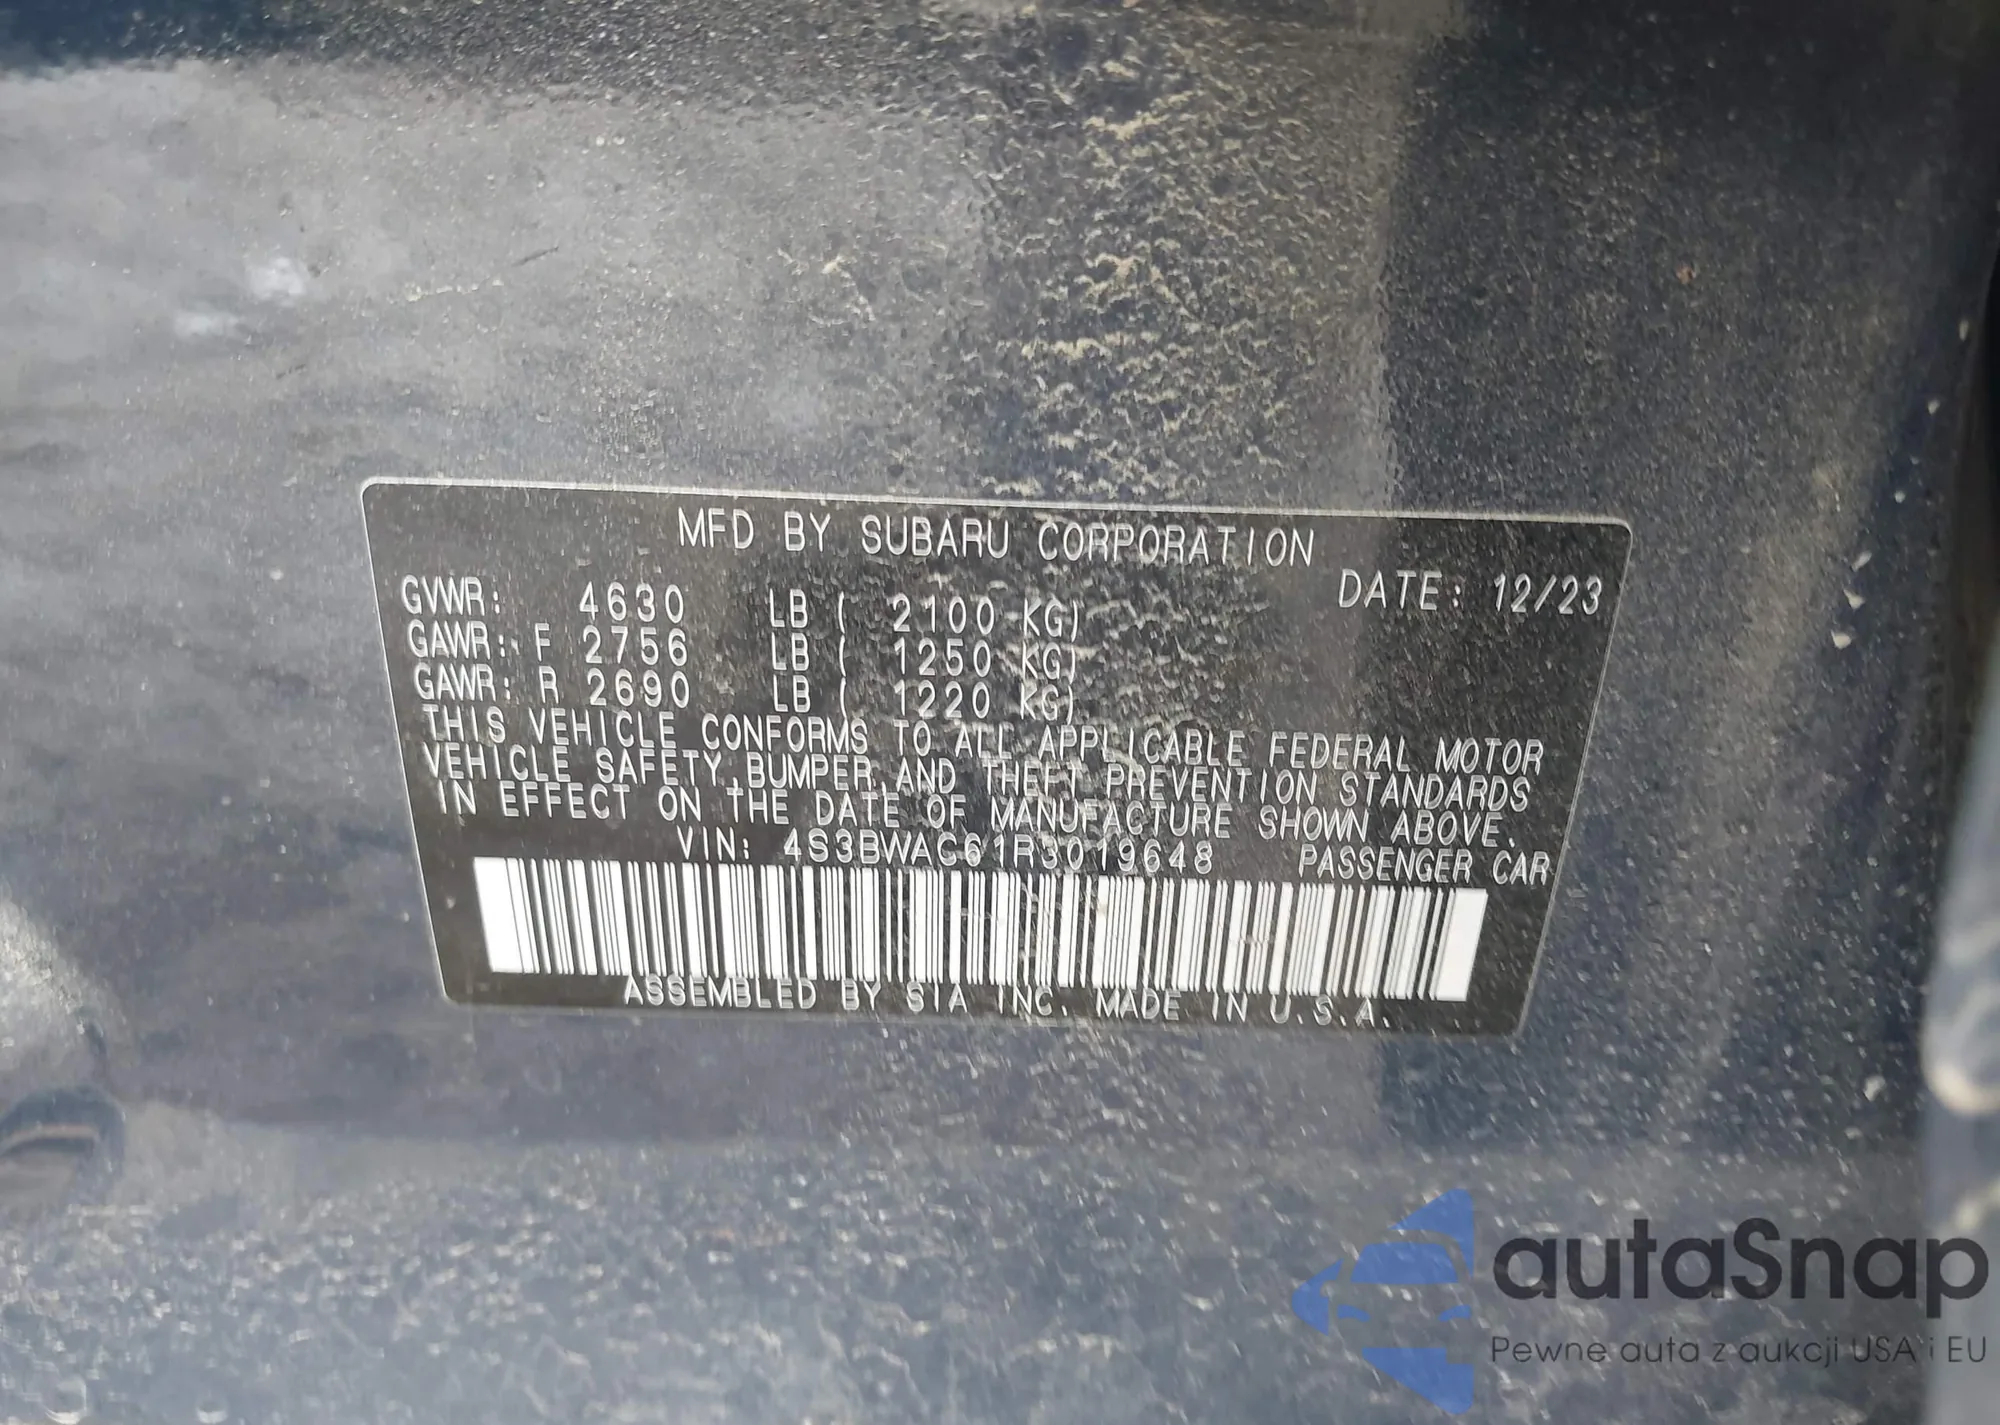 MFD BY SUBARU CORPORATION
DATE: 12/23
GVWR: 4630 LB ( 2100 KG)
GAWR: F 2756 LB ( 1250 KG)
GAWR: R 2690 LB ( 1220 KG)
THIS VEHICLE CONFORMS TO ALL APPLICABLE FEDERAL MOTOR
VEHICLE SAFETY, BUMPER, AND THEFT PREVENTION STANDARDS
IN EFFECT ON THE DATE OF MANUFACTURE SHOWN ABOVE.
VIN: 4S3BWAC61R3019648 PASSENGER CAR
ASSEMBLED BY SIA INC. MADE IN U.S.A.
autaSnap
Pewne auta z aukcji USA i EU